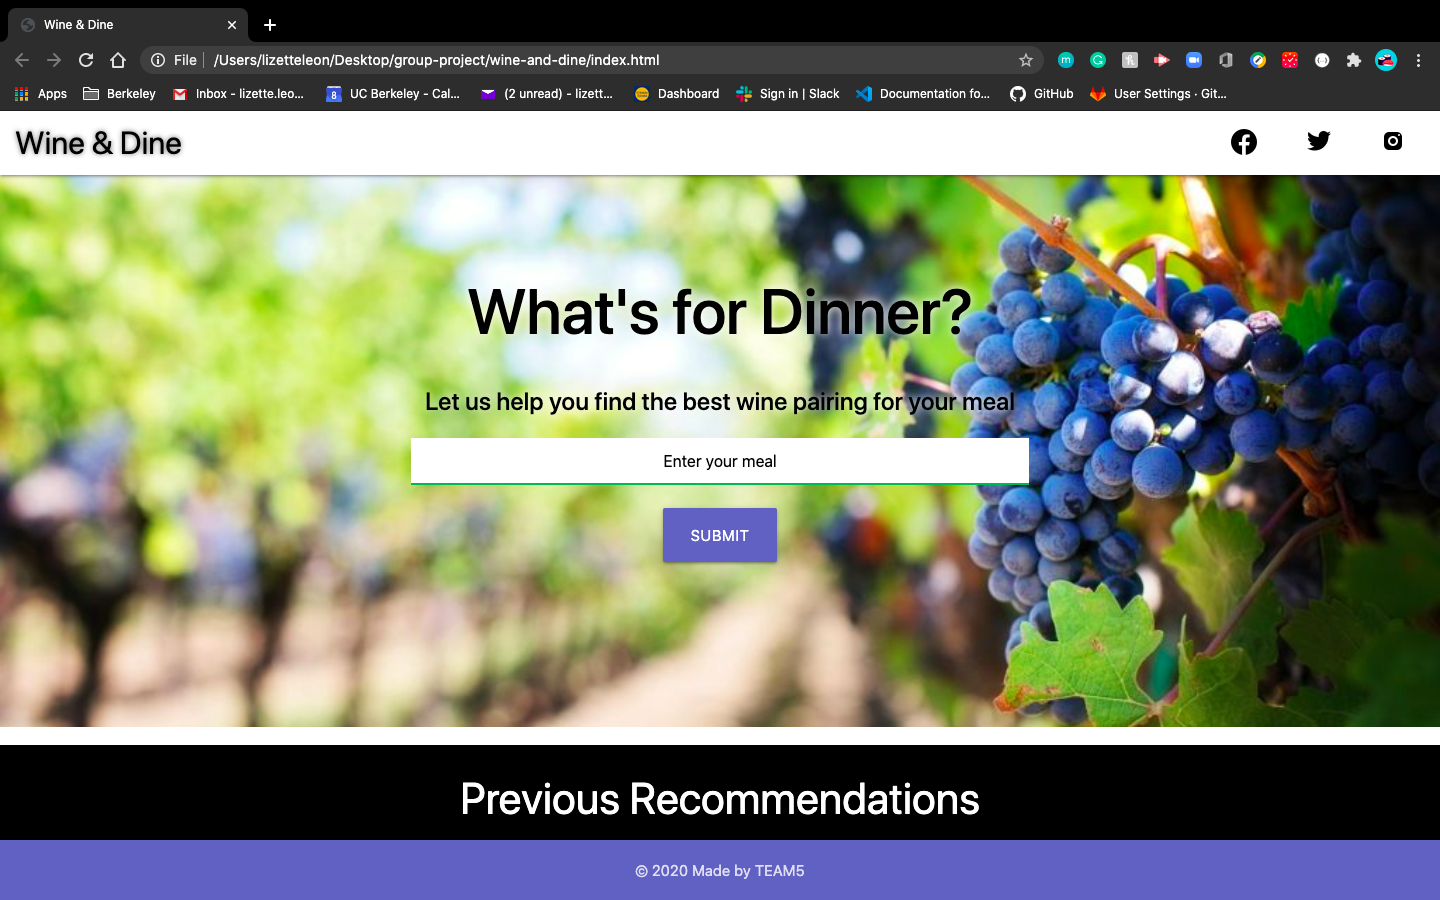 Wine & Dine
File
/Users/lizetteleon/Desktop/group-project/wine-and-dine/index.html
Apps
Berkeley
Inbox - lizette.leo...
8
UC Berkeley - Cal...
(2 unread) - lizett...
Dashboard
Sign in | Slack
Documentation fo...
GitHub
User Settings · Git...
Wine & Dine
What's for Dinner?
Let us help you find the best wine pairing for your meal
Enter your meal
SUBMIT
Previous Recommendations
© 2020 Made by TEAM5